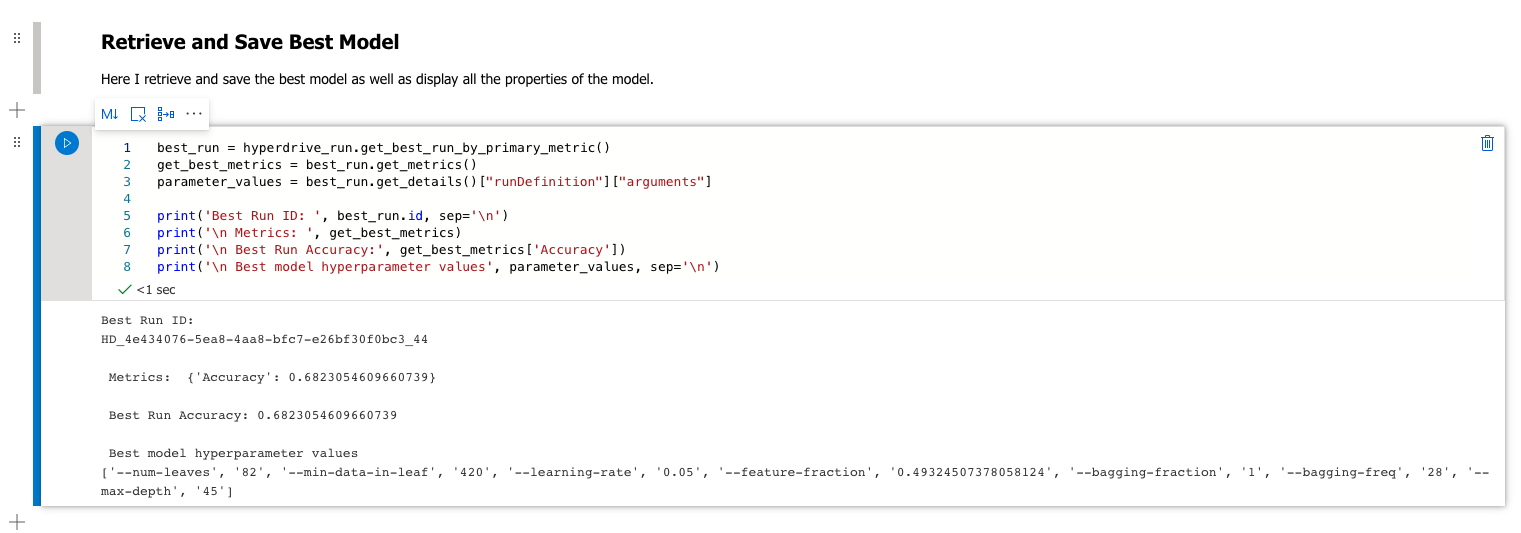 Retrieve and Save Best Model
Here I retrieve and save the best model as well as display all the properties of the model.
M↓
1 best_run = hyperdrive_run.get_best_run_by_primary_metric()
2 get_best_metrics = best_run.get_metrics()
3 parameter_values = best_run.get_details()["runDefinition"]["arguments"]
4
5 print('Best Run ID: ', best_run.id, sep='\n')
6 print('\n Metrics: ', get_best_metrics)
7 print('\n Best Run Accuracy:', get_best_metrics['Accuracy'])
8 print('\n Best model hyperparameter values', parameter_values, sep='\n')
<1 sec
Best Run ID:
HD_4e434076-5ea8-4aa8-bfc7-e26bf30f0bc3_44
Metrics:  {'Accuracy': 0.6823054609660739}
Best Run Accuracy: 0.6823054609660739
Best model hyperparameter values
['--num-leaves', '82', '--min-data-in-leaf', '420', '--learning-rate', '0.05', '--feature-fraction', '0.49324507378058124', '--bagging-fraction', '1', '--bagging-freq', '28', '--
max-depth', '45']